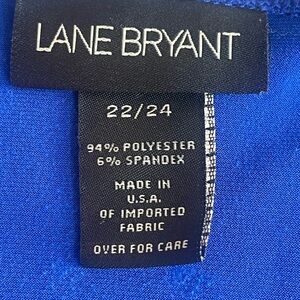 LANE BRYANT
22/24
94% POLYESTER
6% SPANDEX
MADE IN
U.S.A.
OF IMPORTED
FABRIC
OVER FOR CARE